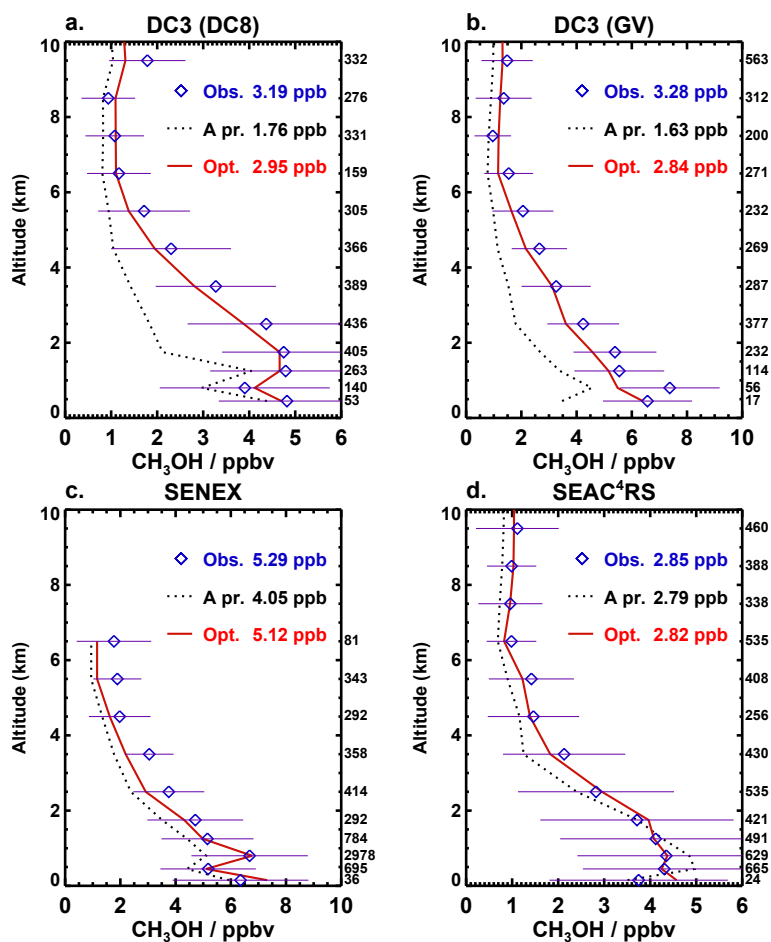 a. DC3 (DC8)
10
8
6
4
2
0
Altitude (km)
Obs. 3.19 ppb
A pr. 1.76 ppb
Opt. 2.95 ppb
332
276
331
159
305
366
389
436
405
263
140
53
0 1 2 3 4 5 6
CH₃OH / ppbv
b. DC3 (GV)
10
8
6
4
2
0
Altitude (km)
Obs. 3.28 ppb
A pr. 1.63 ppb
Opt. 2.84 ppb
563
312
200
271
232
269
287
377
232
114
56
17
0 2 4 6 8 10
CH₃OH / ppbv
c. SENEX
10
8
6
4
2
0
Altitude (km)
Obs. 5.29 ppb
A pr. 4.05 ppb
Opt. 5.12 ppb
81
343
292
358
414
292
784
2978
695
36
0 2 4 6 8 10
CH₃OH / ppbv
d. SEAC⁴RS
10
8
6
4
2
0
Altitude (km)
Obs. 2.85 ppb
A pr. 2.79 ppb
Opt. 2.82 ppb
460
388
338
535
408
256
430
535
421
491
629
665
24
0 1 2 3 4 5 6
CH₃OH / ppbv